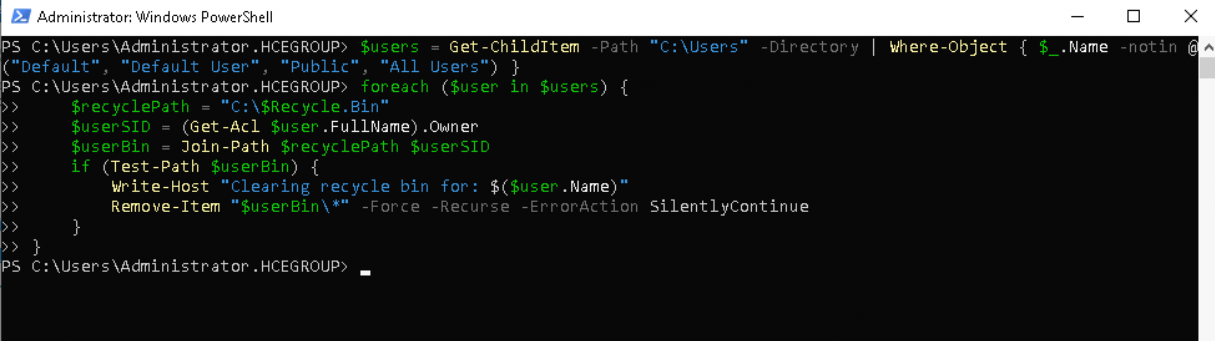 Administrator: Windows PowerShell
PS C:\Users\Administrator.HCEGROUP> $users = Get-ChildItem -Path "C:\Users" -Directory | Where-Object { $_.Name -notin @
("Default", "Default User", "Public", "All Users") }
PS C:\Users\Administrator.HCEGROUP> foreach ($user in $users) {
>>     $recyclePath = "C:\$Recycle.Bin"
>>     $userSID = (Get-Acl $user.FullName).Owner
>>     $userBin = Join-Path $recyclePath $userSID
>>     if (Test-Path $userBin) {
>>         Write-Host "Clearing recycle bin for: $($user.Name)"
>>         Remove-Item "$userBin\*" -Force -Recurse -ErrorAction SilentlyContinue
>>     }
>> }
PS C:\Users\Administrator.HCEGROUP>